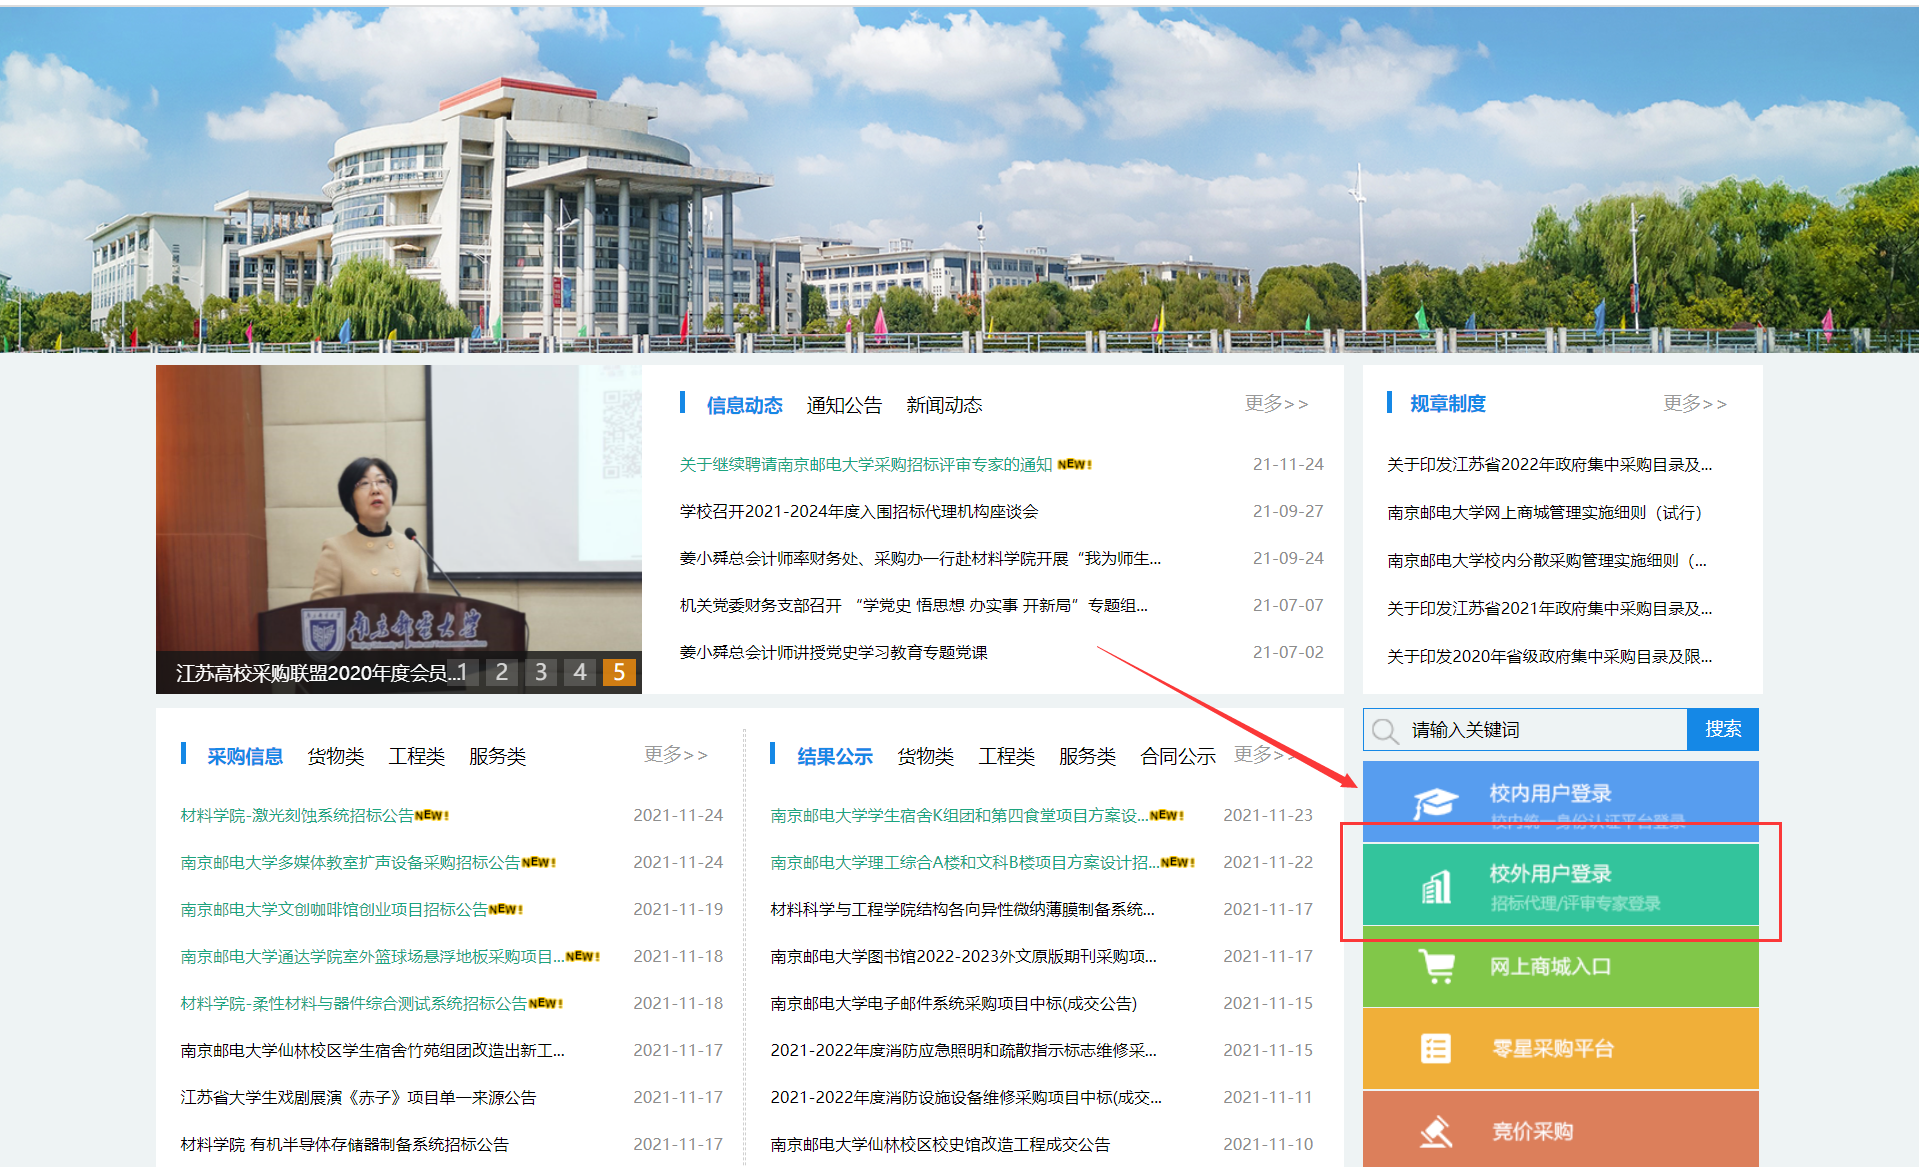 南京邮电大学
江苏高校采购联盟2020年度会员...
1 2 3 4 5
信息动态 通知公告 新闻动态 更多>>
关于继续聘请南京邮电大学采购招标评审专家的通知 NEW! 21-11-24
学校召开2021-2024年度入围招标代理机构座谈会 21-09-27
姜小舜总会计师率财务处、采购办一行赴材料学院开展“我为师生... 21-09-24
机关党委财务支部召开 “学党史 悟思想 办实事 开新局”专题组... 21-07-07
姜小舜总会计师讲授党史学习教育专题党课 21-07-02
规章制度 更多>>
关于印发江苏省2022年政府集中采购目录及...
南京邮电大学网上商城管理实施细则（试行）
南京邮电大学校内分散采购管理实施细则（...
关于印发江苏省2021年政府集中采购目录及...
关于印发2020年省级政府集中采购目录及限...
采购信息 货物类 工程类 服务类 更多>>
材料学院-激光刻蚀系统招标公告NEW! 2021-11-24
南京邮电大学多媒体教室扩声设备采购招标公告NEW! 2021-11-24
南京邮电大学文创咖啡馆创业项目招标公告NEW! 2021-11-19
南京邮电大学通达学院室外篮球场悬浮地板采购项目...NEW! 2021-11-18
材料学院-柔性材料与器件综合测试系统招标公告NEW! 2021-11-18
南京邮电大学仙林校区学生宿舍竹苑组团改造出新工... 2021-11-17
江苏省大学生戏剧展演《赤子》项目单一来源公告 2021-11-17
材料学院 有机半导体存储器制备系统招标公告 2021-11-17
结果公示 货物类 工程类 服务类 合同公示 更多>>
南京邮电大学学生宿舍K组团和第四食堂项目方案设...NEW! 2021-11-23
南京邮电大学理工综合A楼和文科B楼项目方案设计招...NEW! 2021-11-22
材料科学与工程学院结构各向异性微纳薄膜制备系统... 2021-11-17
南京邮电大学图书馆2022-2023外文原版期刊采购项... 2021-11-17
南京邮电大学电子邮件系统采购项目中标(成交公告) 2021-11-15
2021-2022年度消防应急照明和疏散指示标志维修采... 2021-11-15
2021-2022年度消防设施设备维修采购项目中标(成交... 2021-11-11
南京邮电大学仙林校区校史馆改造工程成交公告 2021-11-10
请输入关键词 搜索
校内用户登录
校内统一身份认证平台登录
校外用户登录
招标代理/评审专家登录
网上商城入口
零星采购平台
竞价采购